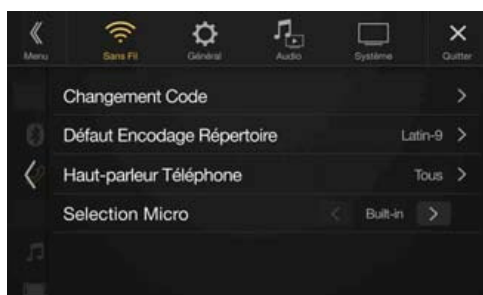 Menu Sans Fil Général Audio Système Quitter
Changement Code
Défaut Encodage Répertoire Latin-9
Haut-parleur Téléphone Tous
Selection Micro Built-in